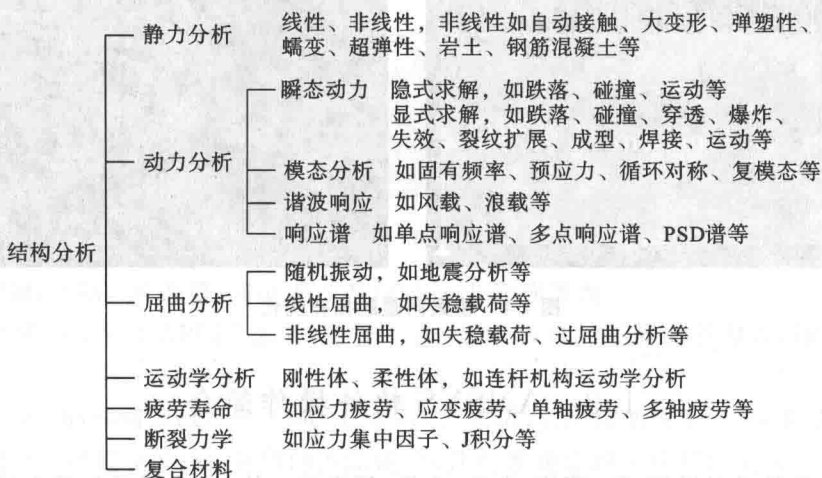 静力分析 线性、非线性，非线性如自动接触、大变形、弹塑性、
蠕变、超弹性、岩土、钢筋混凝土等
瞬态动力 隐式求解，如跌落、碰撞、运动等
显式求解，如跌落、碰撞、穿透、爆炸、
失效、裂纹扩展、成型、焊接、运动等
动力分析
模态分析 如固有频率、预应力、循环对称、复模态等
谐波响应 如风载、浪载等
响应谱 如单点响应谱、多点响应谱、PSD谱等
结构分析
随机振动，如地震分析等
屈曲分析 线性屈曲，如失稳载荷等
非线性屈曲，如失稳载荷、过屈曲分析等
运动学分析 刚性体、柔性体，如连杆机构运动学分析
疲劳寿命 如应力疲劳、应变疲劳、单轴疲劳、多轴疲劳等
断裂力学 如应力集中因子、J积分等
复合材料